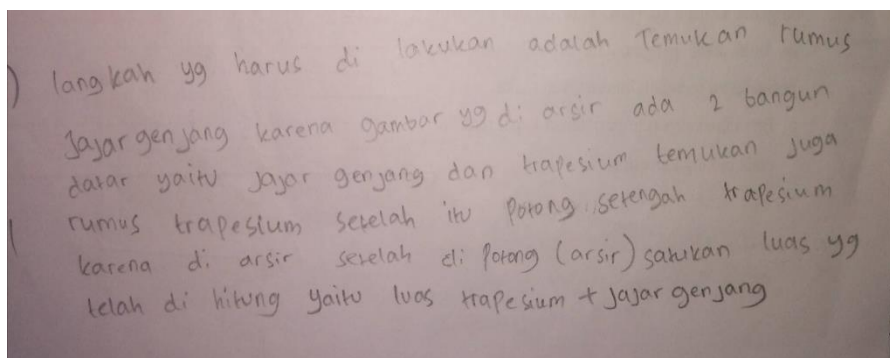 ) langkah yg harus di lakukan adalah Temukan rumus
Jajar genjang karena gambar yg di arsir ada 2 bangun
datar yaitu jajar genjang dan trapesium temukan juga
rumus trapesium setelah itu Potong setengah trapesium
karena di arsir setelah di Potong (arsir) satukan luas yg
telah di hitung yaitu luas trapesium + jajar genjang